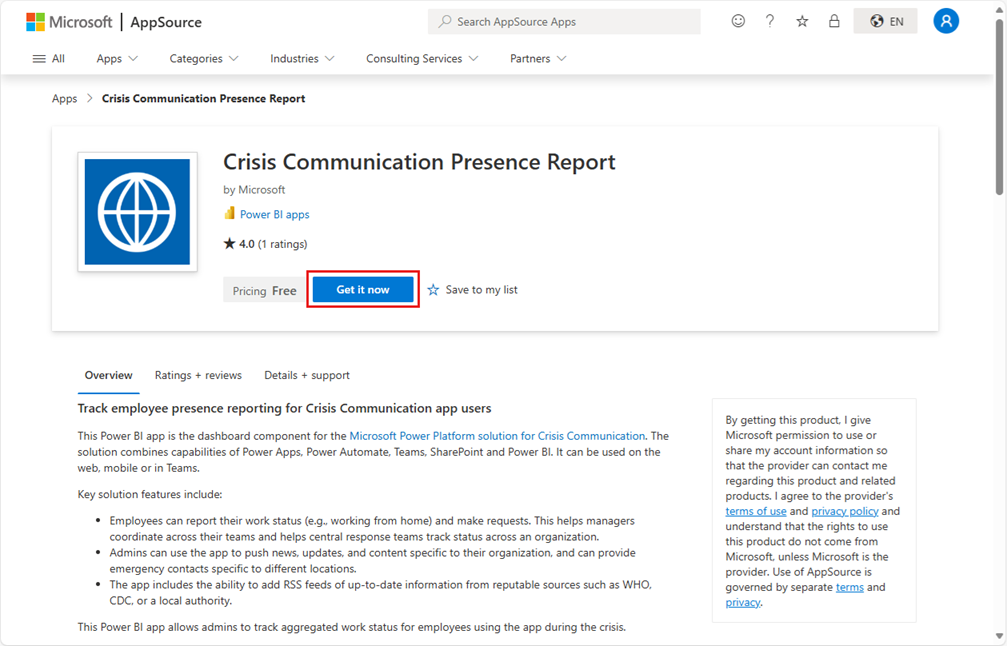 Microsoft | AppSource
Search AppSource Apps
EN
All
Apps
Categories
Industries
Consulting Services
Partners
Apps > Crisis Communication Presence Report
Crisis Communication Presence Report
by Microsoft
Power BI apps
★ 4.0 (1 ratings)
Pricing Free
Get it now
Save to my list
Overview
Ratings + reviews
Details + support
Track employee presence reporting for Crisis Communication app users
This Power BI app is the dashboard component for the Microsoft Power Platform solution for Crisis Communication. The
solution combines capabilities of Power Apps, Power Automate, Teams, SharePoint and Power BI. It can be used on the
web, mobile or in Teams.
Key solution features include:
• Employees can report their work status (e.g., working from home) and make requests. This helps managers
coordinate across their teams and helps central response teams track status across an organization.
• Admins can use the app to push news, updates, and content specific to their organization, and can provide
emergency contacts specific to different locations.
• The app includes the ability to add RSS feeds of up-to-date information from reputable sources such as WHO,
CDC, or a local authority.
This Power BI app allows admins to track aggregated work status for employees using the app during the crisis.
By getting this product, I give
Microsoft permission to use or
share my account information so
that the provider can contact me
regarding this product and related
products. I agree to the provider's
terms of use and privacy policy and
understand that the rights to use
this product do not come from
Microsoft, unless Microsoft is the
provider. Use of AppSource is
governed by separate terms and
privacy.